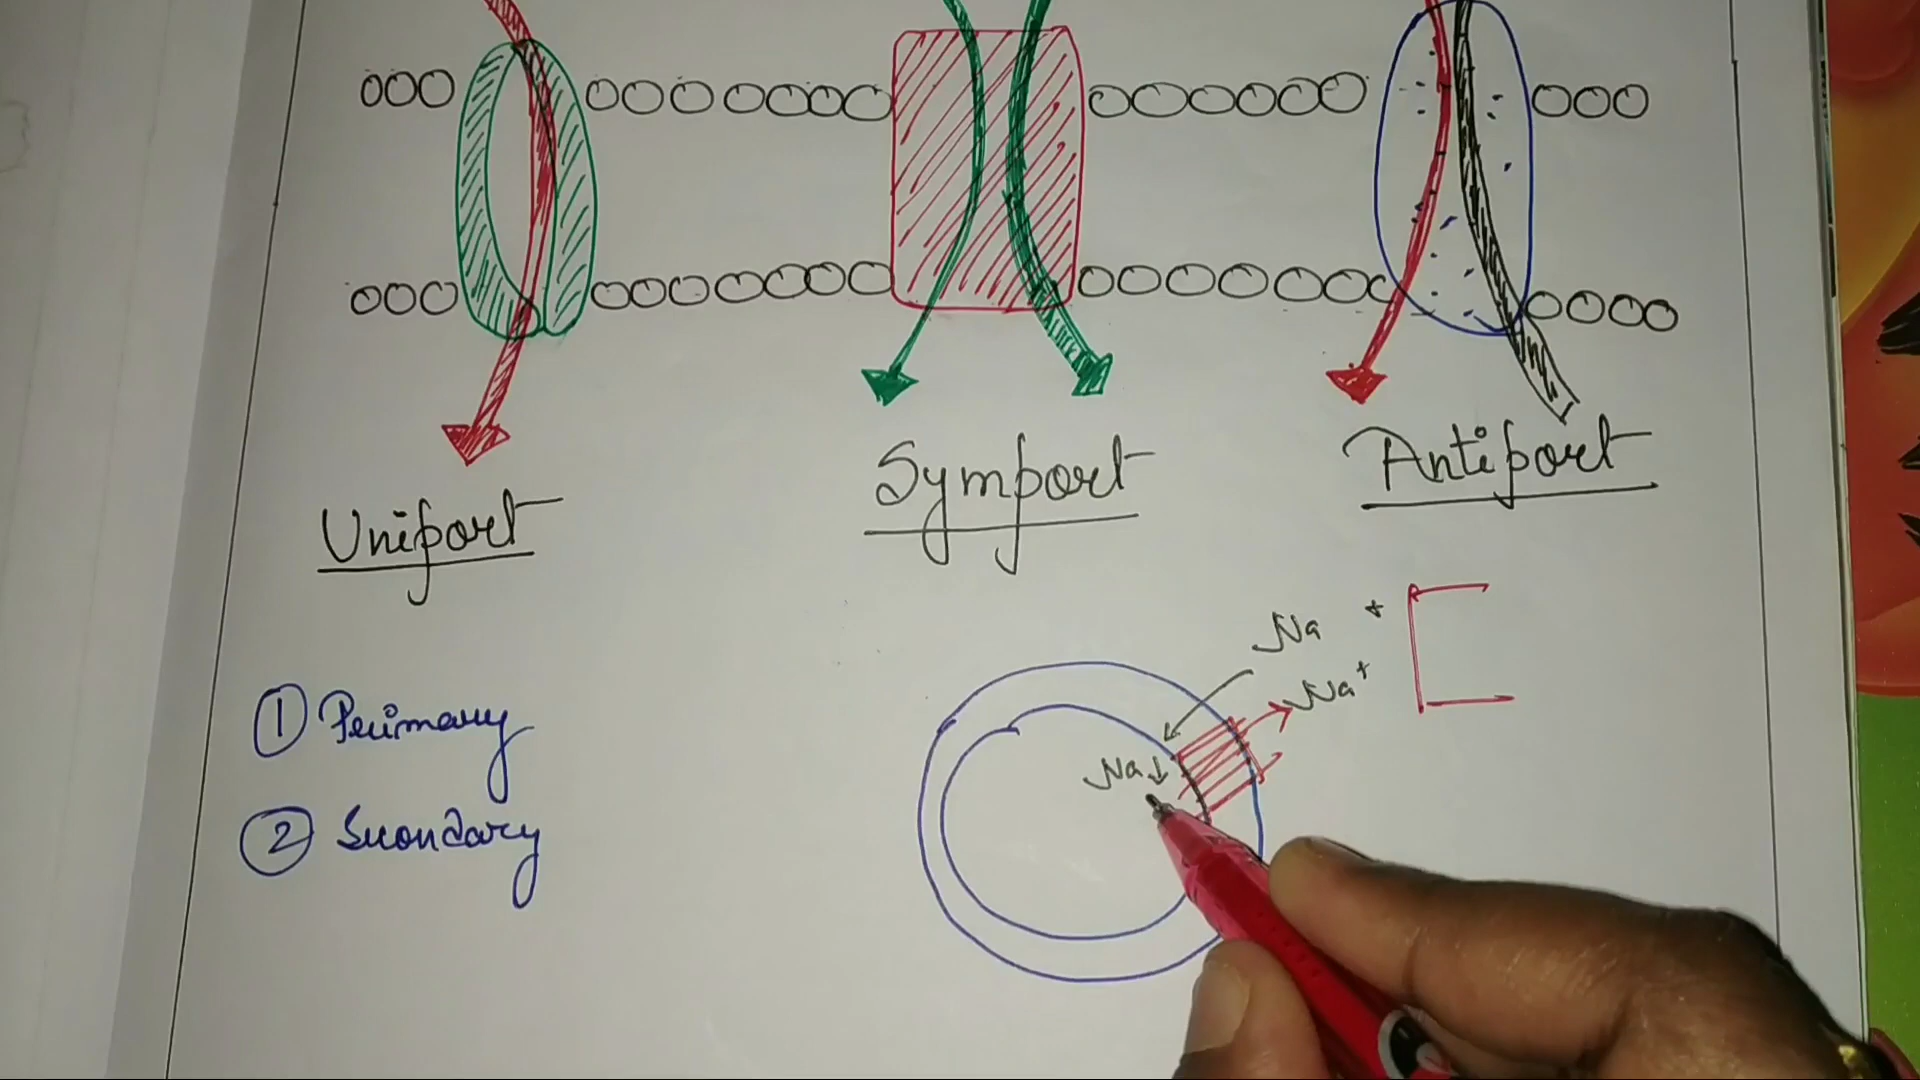 Uniport
Symport
Antiport
Na +
Na+
Na↓
① Primary
② Secondary